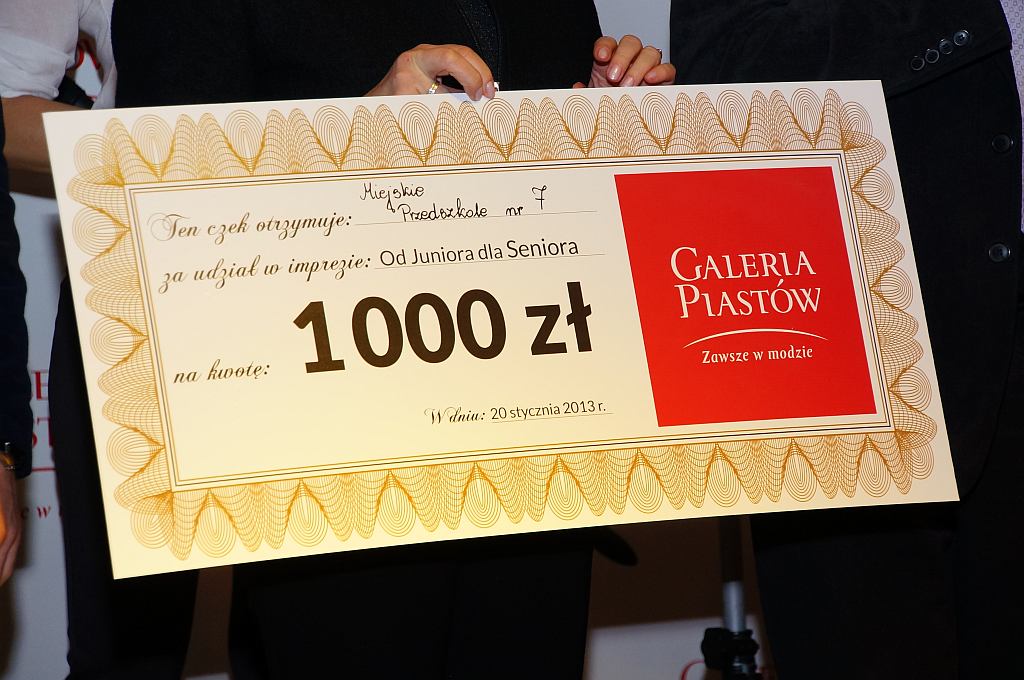 Ten czek otrzymuje: Miejskie
Przedszkole nr 7
za udział w imprezie: Od Juniora dla Seniora
na kwotę: 1000 zł
W dniu: 20 stycznia 2013 r.
GALERIA
PIASTÓW
Zawsze w modzie